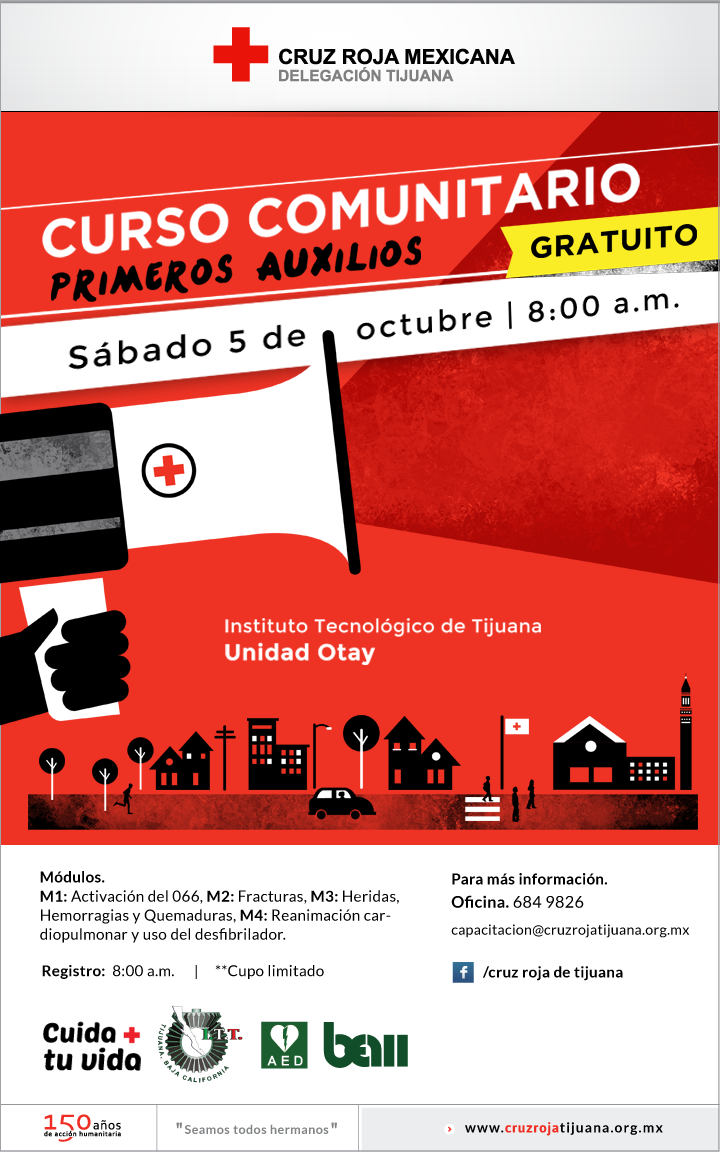 CRUZ ROJA MEXICANA
DELEGACIÓN TIJUANA
CURSO COMUNITARIO
PRIMEROS AUXILIOS
GRATUITO
Sábado 5 de octubre | 8:00 a.m.
Instituto Tecnológico de Tijuana
Unidad Otay
Módulos.
M1: Activación del 066, M2: Fracturas, M3: Heridas,
Hemorragias y Quemaduras, M4: Reanimación car-
diopulmonar y uso del desfibrilador.
Registro: 8:00 a.m. | **Cupo limitado
Para más información.
Oficina. 684 9826
capacitacion@cruzrojatijuana.org.mx
f /cruz roja de tijuana
Cuida +
tu vida
I.T.T.
TIJUANA, BAJA CALIFORNIA
AED
ball
150 años
de acción humanitaria
"Seamos todos hermanos"
www.cruzrojatijuana.org.mx